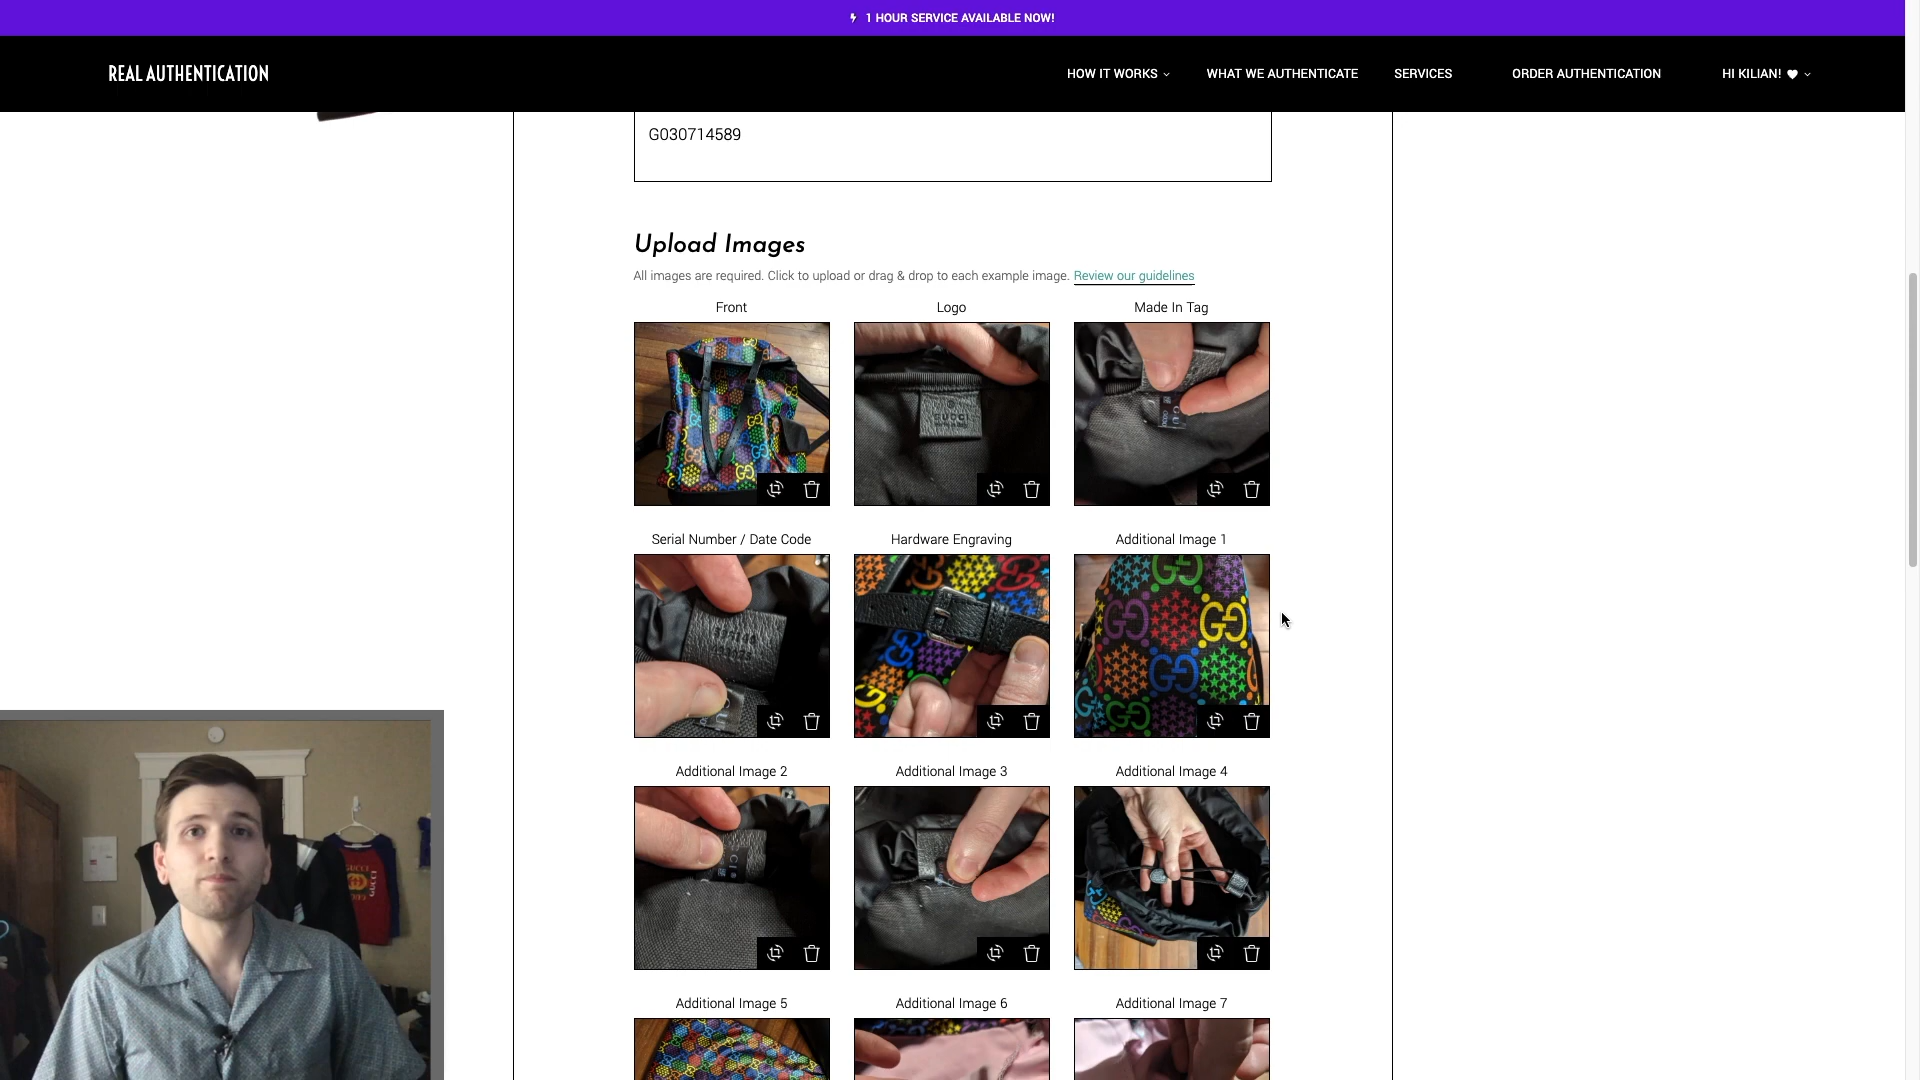 1 HOUR SERVICE AVAILABLE NOW!
REAL AUTHENTICATION
HOW IT WORKS
WHAT WE AUTHENTICATE
SERVICES
ORDER AUTHENTICATION
HI KILIAN!
G030714589
Upload Images
All images are required. Click to upload or drag & drop to each example image. Review our guidelines
Front
Logo
Made In Tag
GUCCI
Serial Number / Date Code
Hardware Engraving
Additional Image 1
Additional Image 2
Additional Image 3
Additional Image 4
GUCCI
GUCCI
Additional Image 5
Additional Image 6
Additional Image 7